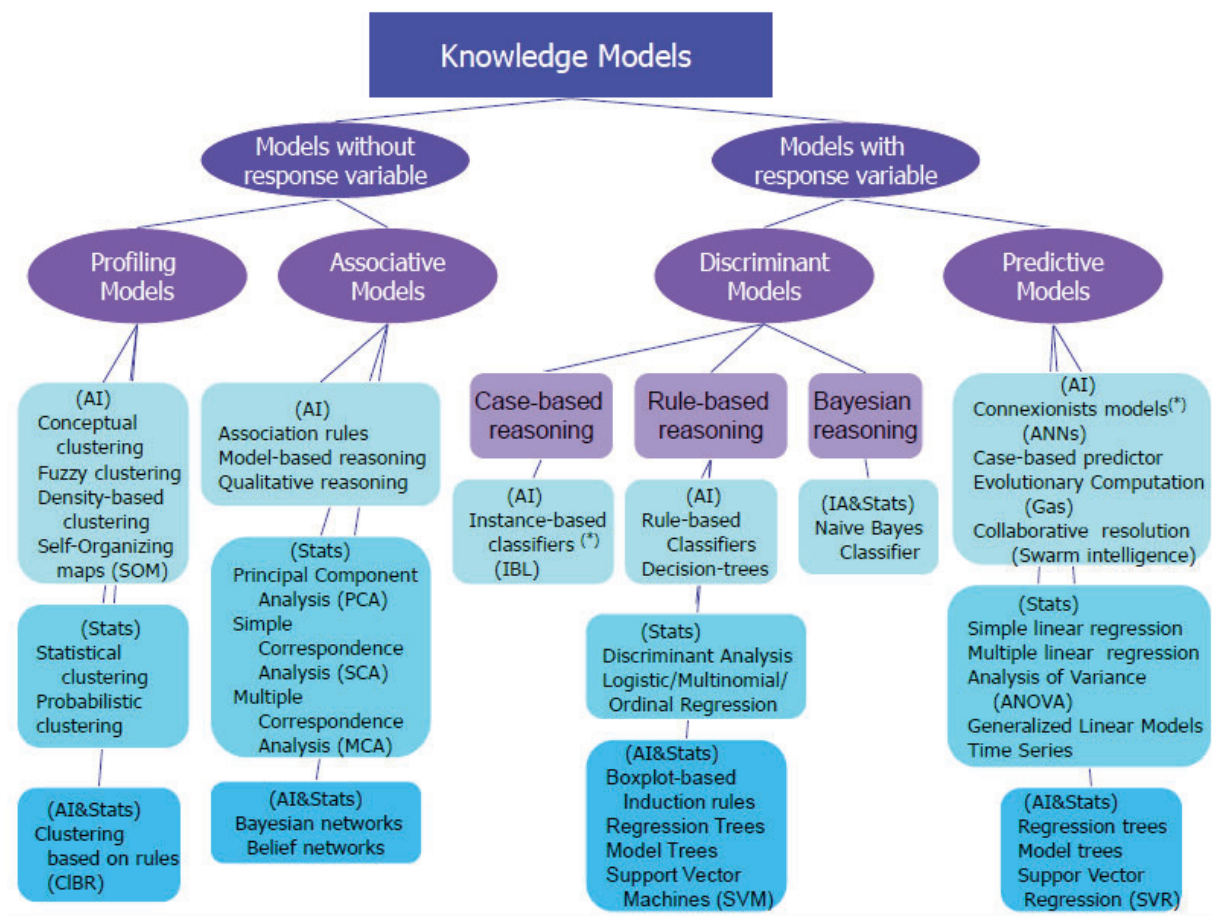 Knowledge Models
Models without
response variable
Models with
response variable
Profiling
Models
Associative
Models
Discriminant
Models
Predictive
Models
(AI)
Conceptual
clustering
Fuzzy clustering
Density-based
clustering
Self-Organizing
maps (SOM)
(Stats)
Statistical
clustering
Probabilistic
clustering
(AI&Stats)
Clustering
based on rules
(ClBR)
(AI)
Association rules
Model-based reasoning
Qualitative reasoning
(Stats)
Principal Component
Analysis (PCA)
Simple
Correspondence
Analysis (SCA)
Multiple
Correspondence
Analysis (MCA)
(AI&Stats)
Bayesian networks
Belief networks
Case-based
reasoning
(AI)
Instance-based
classifiers (*)
(IBL)
Rule-based
reasoning
(AI)
Rule-based
Classifiers
Decision-trees
(Stats)
Discriminant Analysis
Logistic/Multinomial/
Ordinal Regression
(AI&Stats)
Boxplot-based
Induction rules
Regression Trees
Model Trees
Support Vector
Machines (SVM)
Bayesian
reasoning
(IA&Stats)
Naive Bayes
Classifier
(AI)
Connexionists models(*)
(ANNs)
Case-based predictor
Evolutionary Computation
(Gas)
Collaborative resolution
(Swarm intelligence)
(Stats)
Simple linear regression
Multiple linear regression
Analysis of Variance
(ANOVA)
Generalized Linear Models
Time Series
(AI&Stats)
Regression trees
Model trees
Suppor Vector
Regression (SVR)